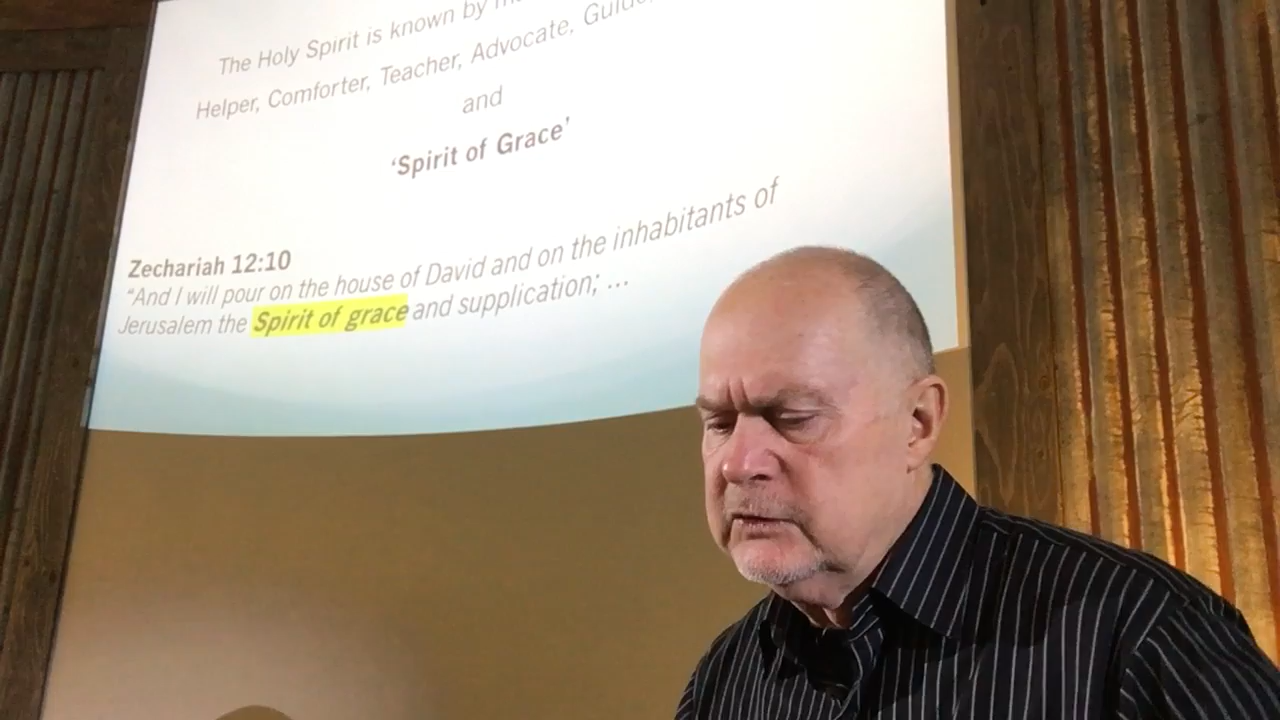 The Holy Spirit is known by
Helper, Comforter, Teacher, Advocate, Guide,
and
‘Spirit of Grace’
Zechariah 12:10
“And I will pour on the house of David and on the inhabitants of
Jerusalem the Spirit of grace and supplication; ...